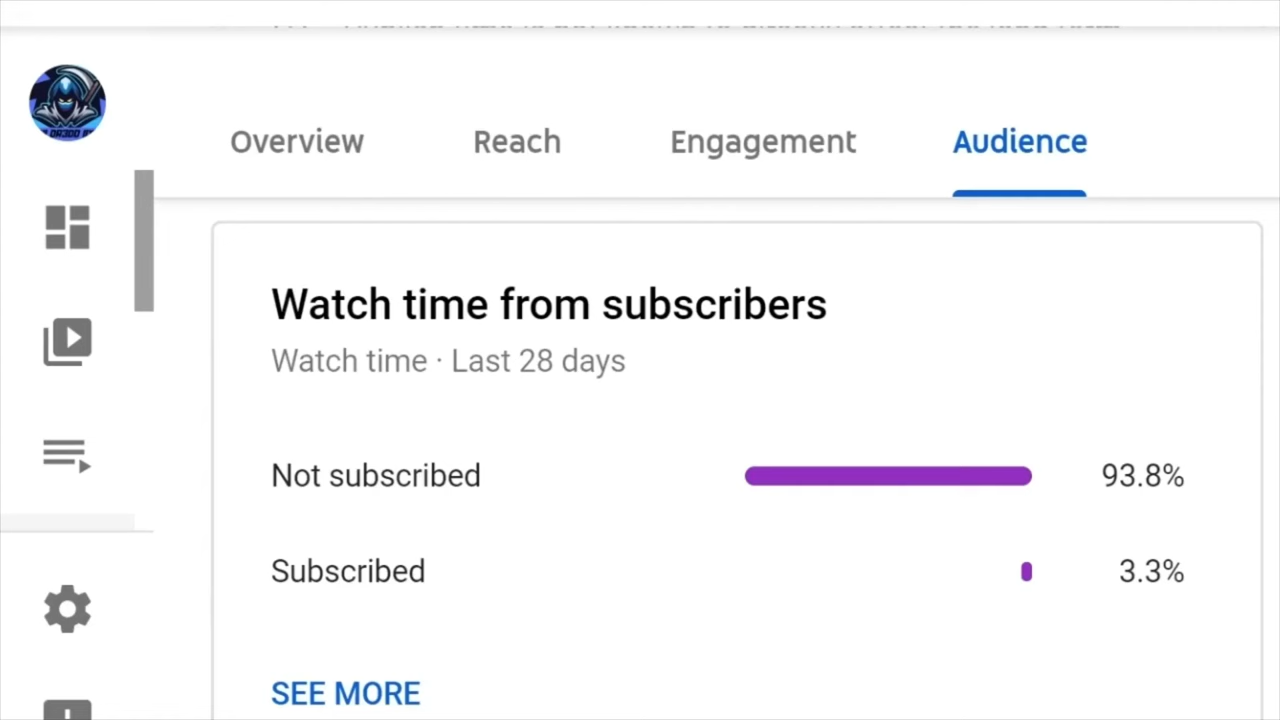 Overview Reach Engagement Audience
Watch time from subscribers
Watch time · Last 28 days
Not subscribed 93.8%
Subscribed 3.3%
SEE MORE